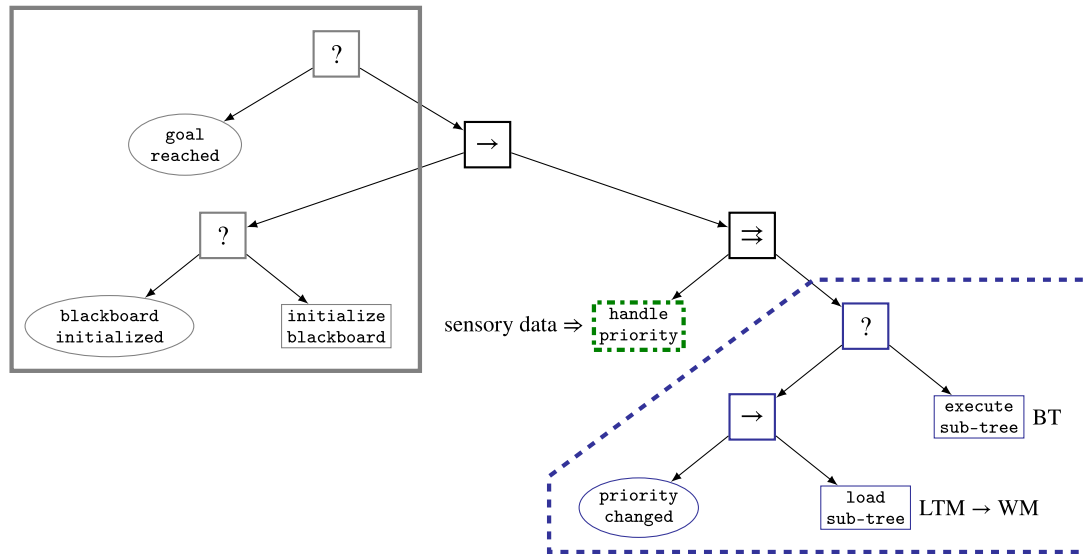 ?
goal
reached
→
?
⇉
blackboard
initialized
initialize
blackboard
sensory data ⇒
handle
priority
?
→
execute
sub-tree
BT
priority
changed
load
sub-tree
LTM → WM